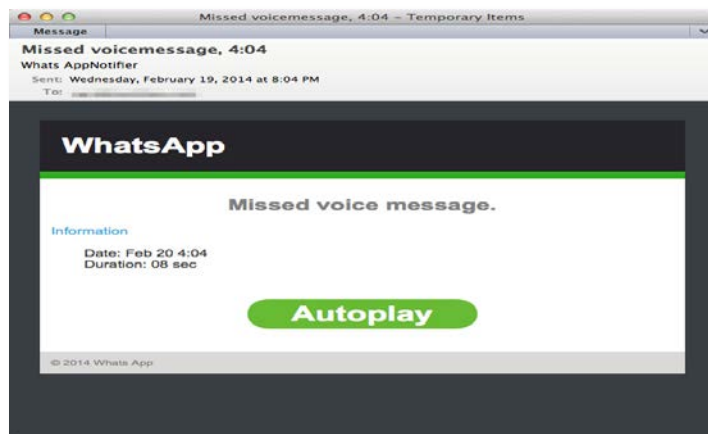 Missed voicemessage, 4:04 – Temporary Items
Message
Missed voicemessage, 4:04
Whats AppNotifier
Sent: Wednesday, February 19, 2014 at 8:04 PM
To:
WhatsApp
Missed voice message.
Information
Date: Feb 20 4:04
Duration: 08 sec
Autoplay
© 2014 Whats App